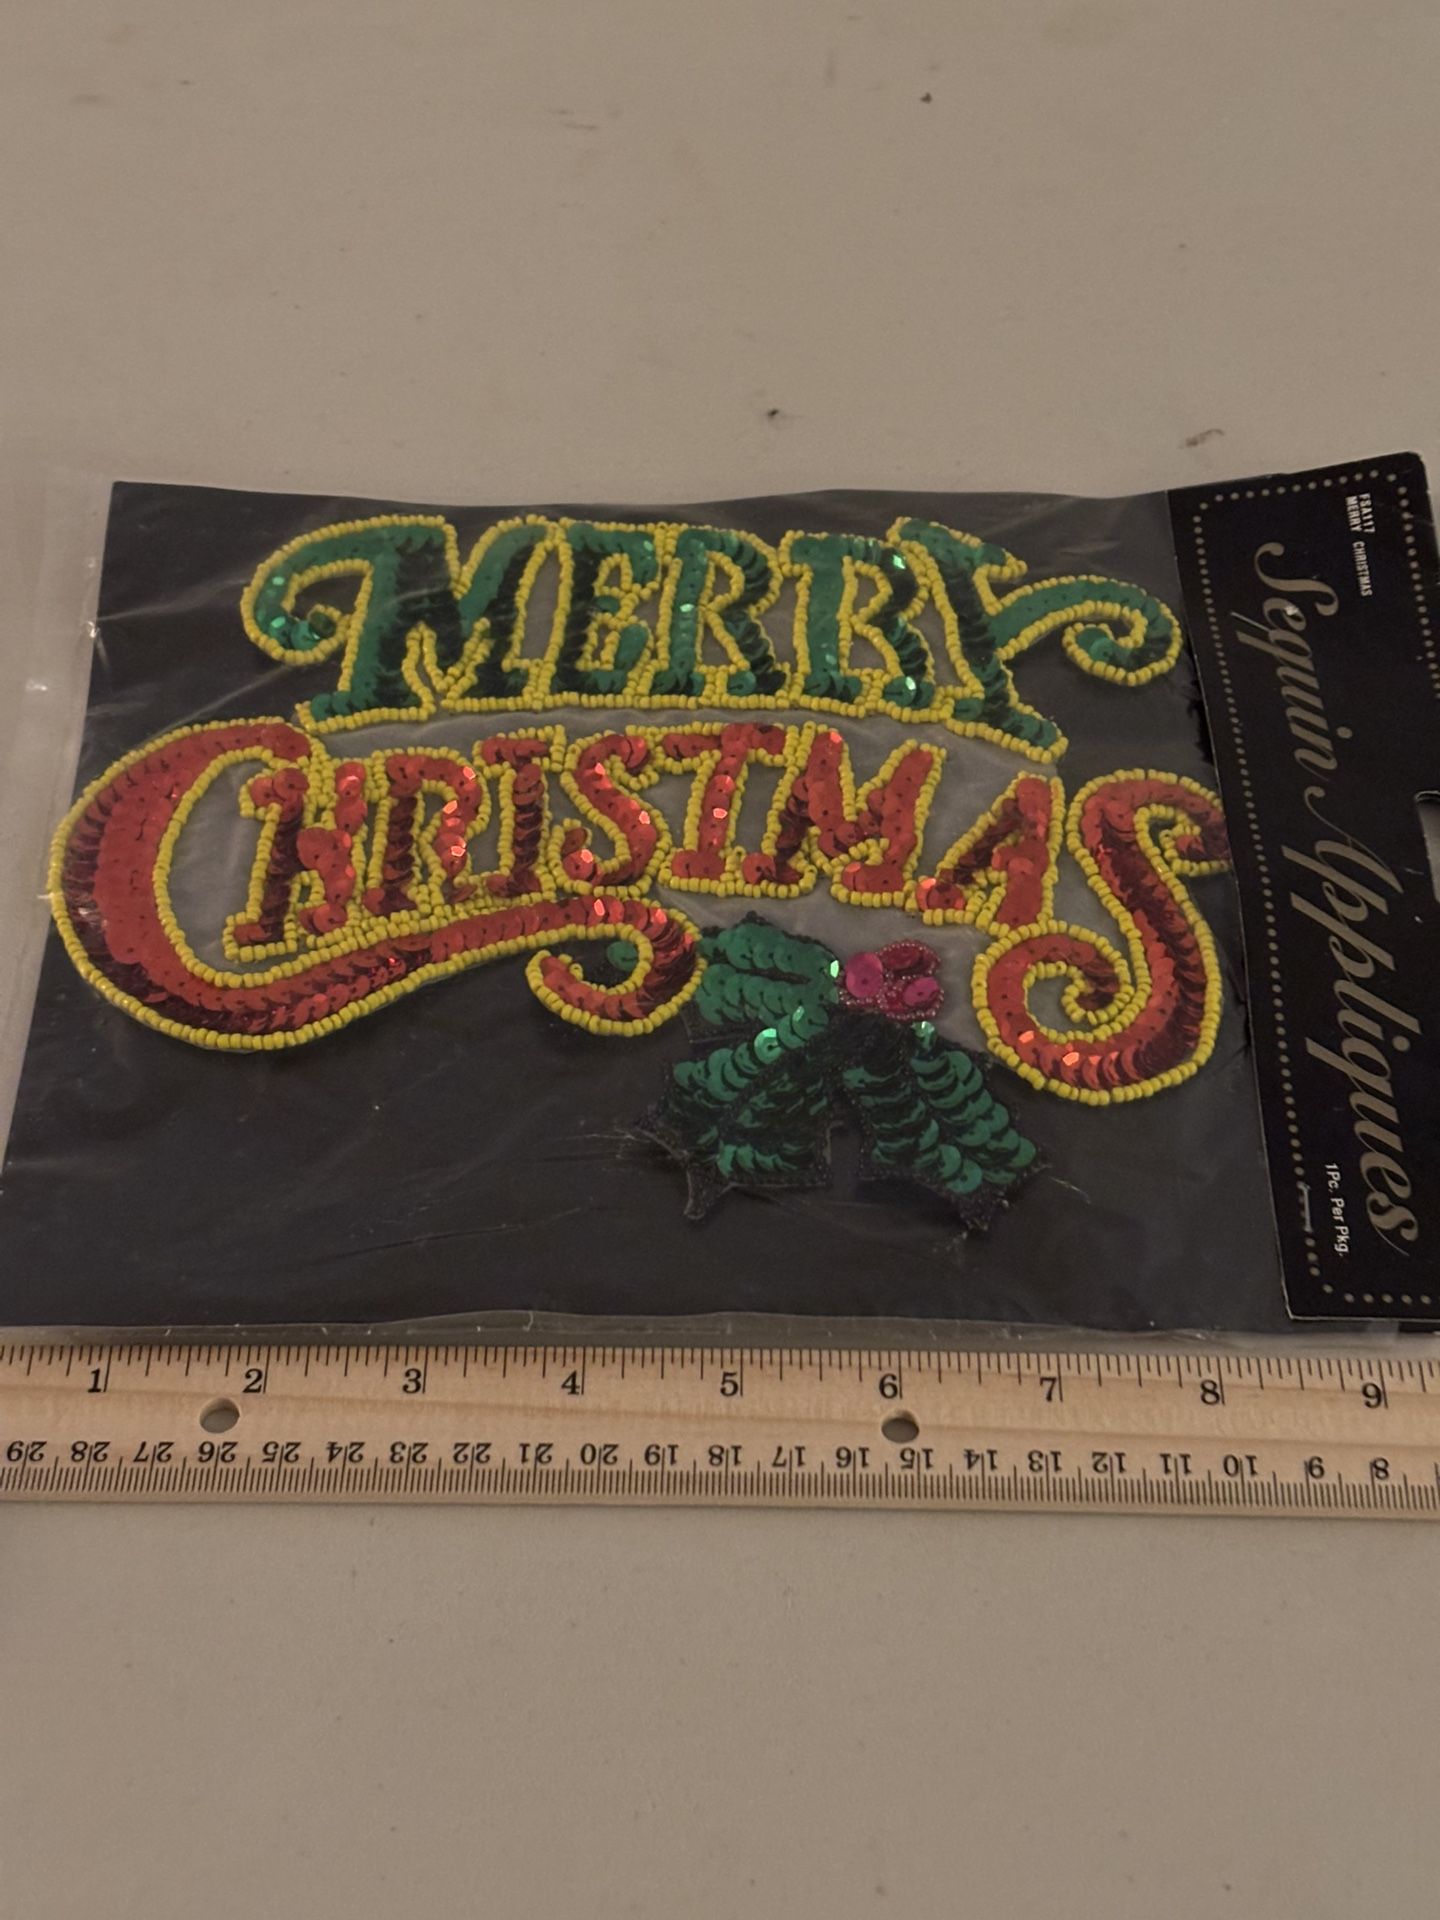 MERRY
CHRISTMAS
FSA117
MERRY CHRISTMAS
Sequin Appliques
1Pc. Per Pkg.
1 2 3 4 5 6 7 8 9
29 28 27 26 25 24 23 22 21 20 19 18 17 16 15 14 13 12 11 10 9 8